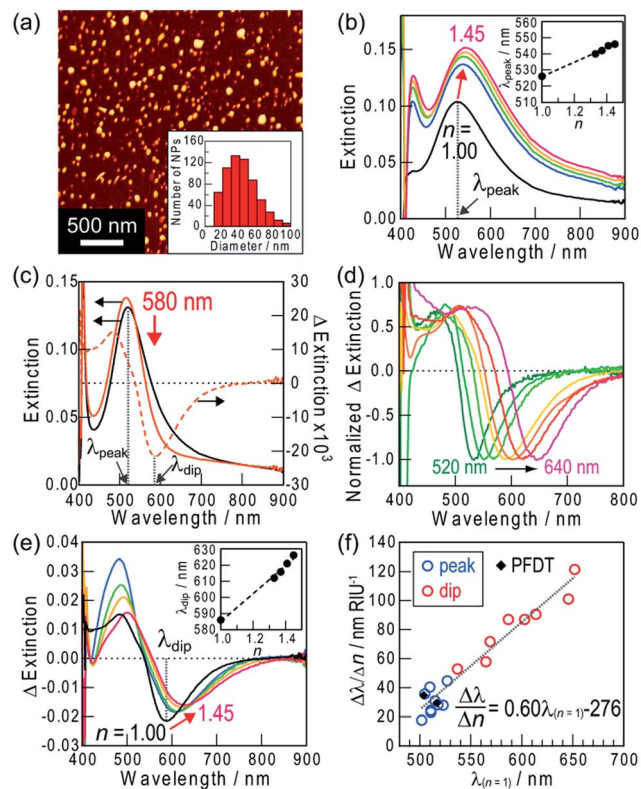 (a)
500 nm
Number of NPs
160
120
80
40
0
20 40 60 80 100
Diameter / nm
(b)
Extinction
0.15
0.10
0.05
0.00
1.45
n =
1.00
λpeak
400 500 600 700 800 900
Wavelength / nm
λpeak / nm
560
550
540
530
520
510
1.0 1.2 1.4
n
(c)
Extinction
0.15
0.10
0.05
0.00
580 nm
λpeak
λdip
30
20
10
0
-10
-20
30
Δ Extinction x10³
400 500 600 700 800 900
Wavelength / nm
(d)
Normalized Δ Extinction
1.0
0.5
0.0
-0.5
-1.0
520 nm
640 nm
400 500 600 700 800
Wavelength / nm
(e)
Δ Extinction
0.04
0.03
0.02
0.01
0.00
-0.01
-0.02
-0.03
λdip
n = 1.00
1.45
400 500 600 700 800 900
Wavelength / nm
λdip / nm
630
620
610
600
590
580
1.0 1.2 1.4
n
(f)
Δλ/Δn / nm RIU⁻¹
140
120
100
80
60
40
20
0
peak
dip
PFDT
Δλ/Δn = 0.60λ(n=1)-276
500 550 600 650 700
λ(n = 1) / nm